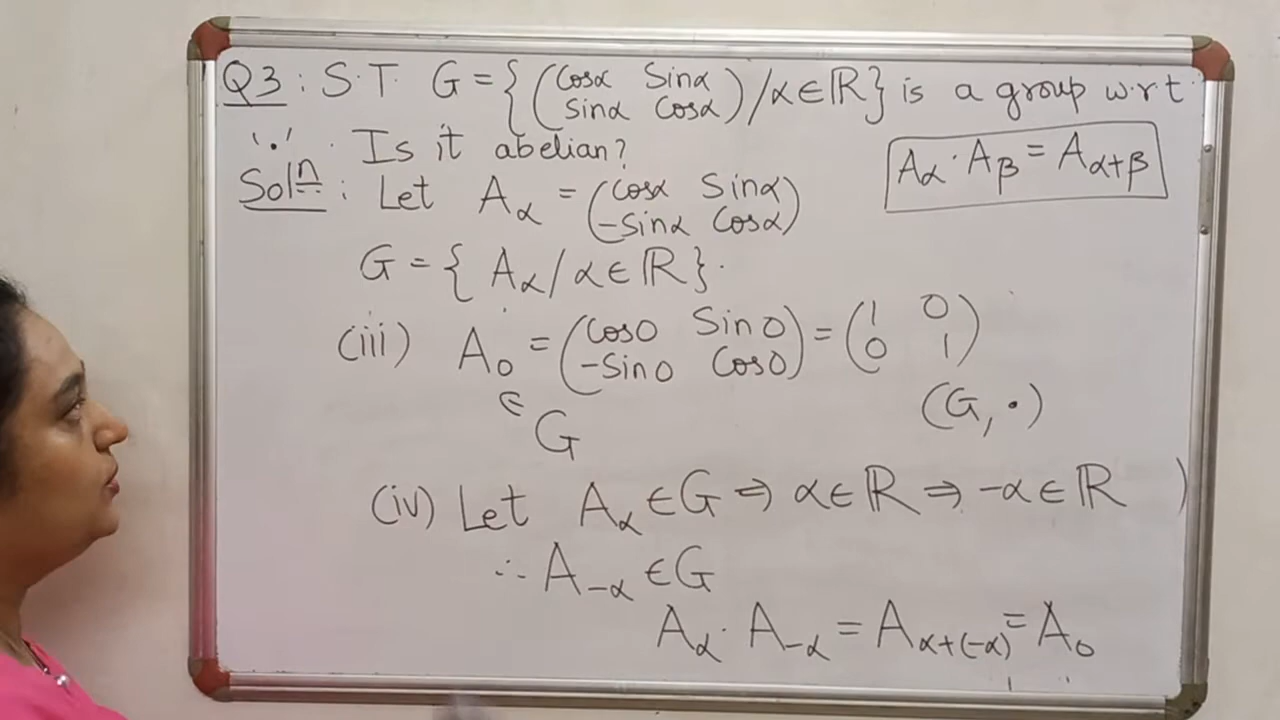 Q3 : S.T. G = { ( cosα Sinα ) / α ∈ ℝ } is a group w.r.t.
sinα cosα
'.' . Is it abelian?
Aα · Aβ = Aα+β
Solⁿ : Let Aα = ( cosα Sinα )
-sinα cosα
G = { Aα / α ∈ ℝ }.
(iii) A₀ = ( cos0 Sin0 ) = ( 1 0 )
-sin0 cos0 0 1
∈ G
(G, ·)
(iv) Let Aα ∈ G ⇒ α ∈ ℝ ⇒ -α ∈ ℝ )
∴ A-α ∈ G
Aα · A-α = Aα+(-α) = A₀